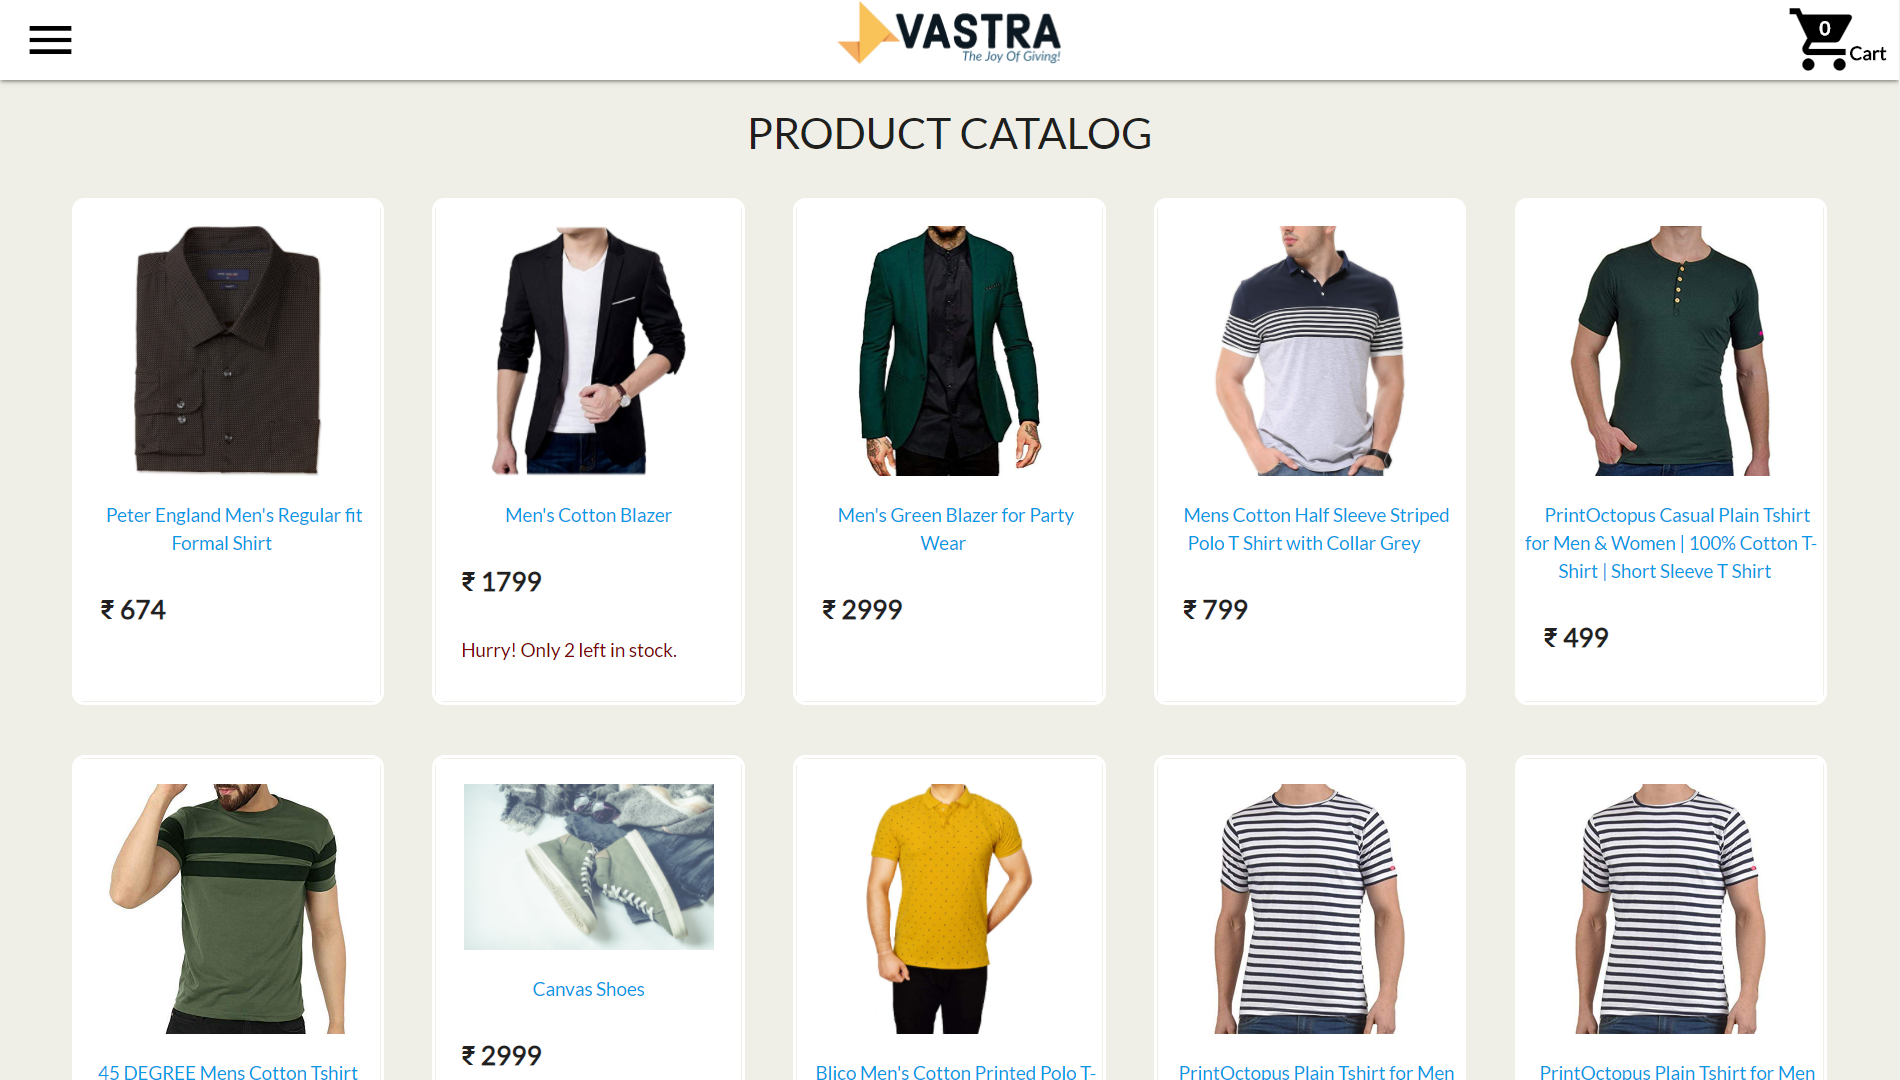 VASTRA
The Joy Of Giving!
0
Cart
PRODUCT CATALOG
Peter England Men's Regular fit
Formal Shirt
₹ 674
Men's Cotton Blazer
₹ 1799
Hurry! Only 2 left in stock.
Men's Green Blazer for Party
Wear
₹ 2999
Mens Cotton Half Sleeve Striped
Polo T Shirt with Collar Grey
₹ 799
PrintOctopus Casual Plain Tshirt
for Men & Women | 100% Cotton T-
Shirt | Short Sleeve T Shirt
₹ 499
45 DEGREE Mens Cotton Tshirt
Canvas Shoes
₹ 2999
Blico Men's Cotton Printed Polo T-
PrintOctopus Plain Tshirt for Men
PrintOctopus Plain Tshirt for Men